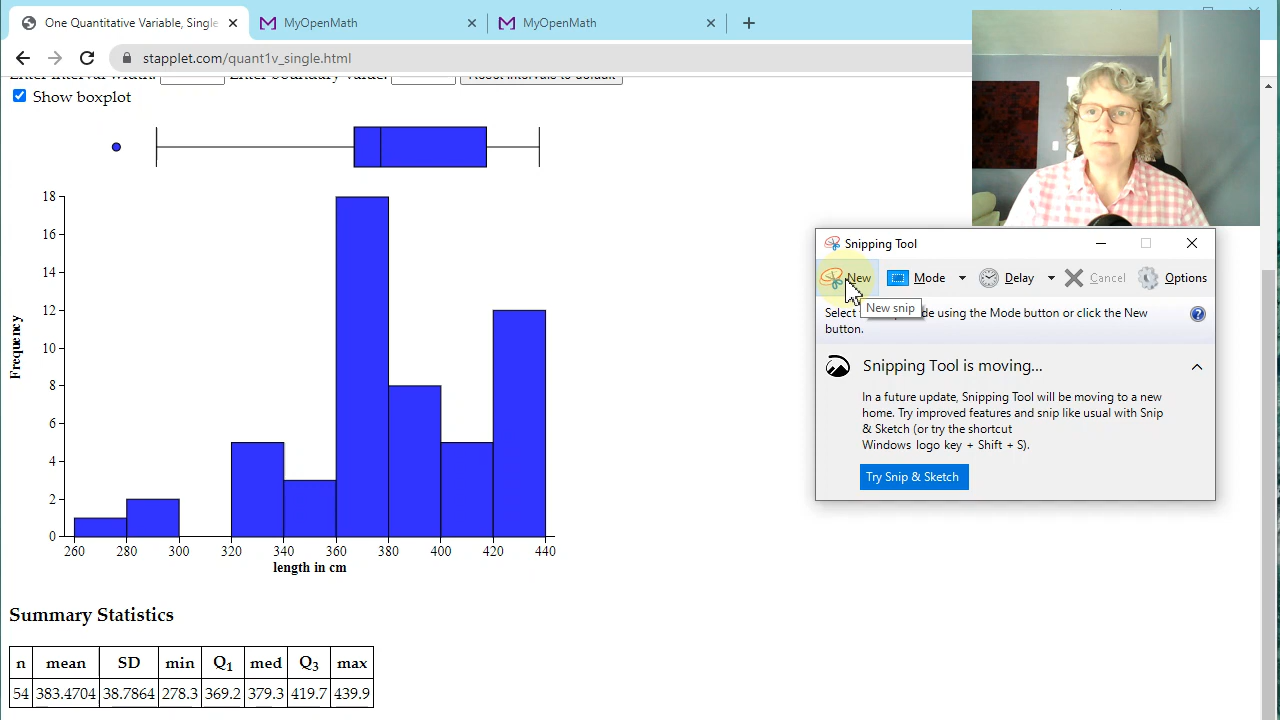 One Quantitative Variable, Single
MyOpenMath
MyOpenMath
stapplet.com/quant1v_single.html
Enter interval width: Enter boundary value: Reset intervals to default
Show boxplot
18
16
14
12
10
8
6
4
2
0
Frequency
260 280 300 320 340 360 380 400 420 440
length in cm
Summary Statistics
n mean SD min Q1 med Q3 max
54 383.4704 38.7864 278.3 369.2 379.3 419.7 439.9
Snipping Tool
New Mode Delay Cancel Options
New snip
Select ide using the Mode button or click the New
button.
Snipping Tool is moving...
In a future update, Snipping Tool will be moving to a new
home. Try improved features and snip like usual with Snip
& Sketch (or try the shortcut
Windows logo key + Shift + S).
Try Snip & Sketch